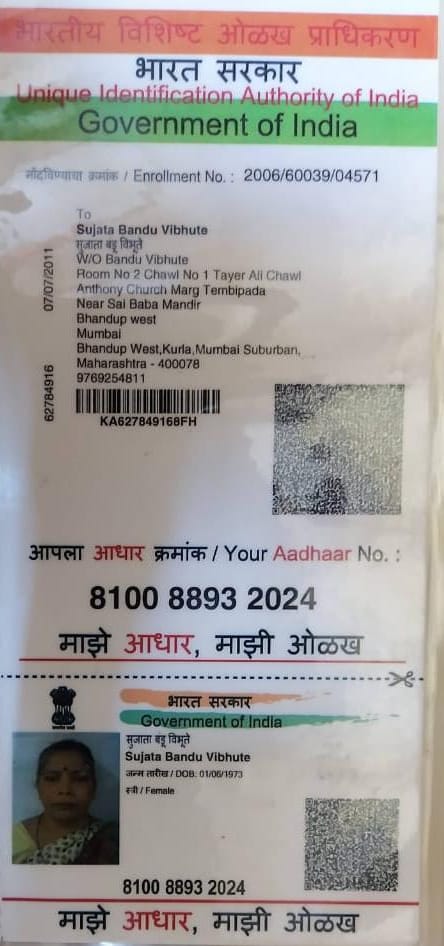 भारतीय विशिष्ट ओळख प्राधिकरण
भारत सरकार
Unique Identification Authority of India
Government of India
नोंदविण्याचा क्रमांक / Enrollment No. : 2006/60039/04571
07/07/2011
To
Sujata Bandu Vibhute
सुजाता बंडू विभूते
W/O Bandu Vibhute
Room No 2 Chawl No 1 Tayer Ali Chawl
Anthony Church Marg Tembipada
Near Sai Baba Mandir
Bhandup west
Mumbai
Bhandup West,Kurla,Mumbai Suburban,
Maharashtra - 400078
9769254811
62784916
KA627849168FH
आपला आधार क्रमांक / Your Aadhaar No. :
8100 8893 2024
माझे आधार, माझी ओळख
भारत सरकार
Government of India
सुजाता बंडू विभूते
Sujata Bandu Vibhute
जन्म तारीख / DOB: 01/06/1973
स्त्री / Female
8100 8893 2024
माझे आधार, माझी ओळख